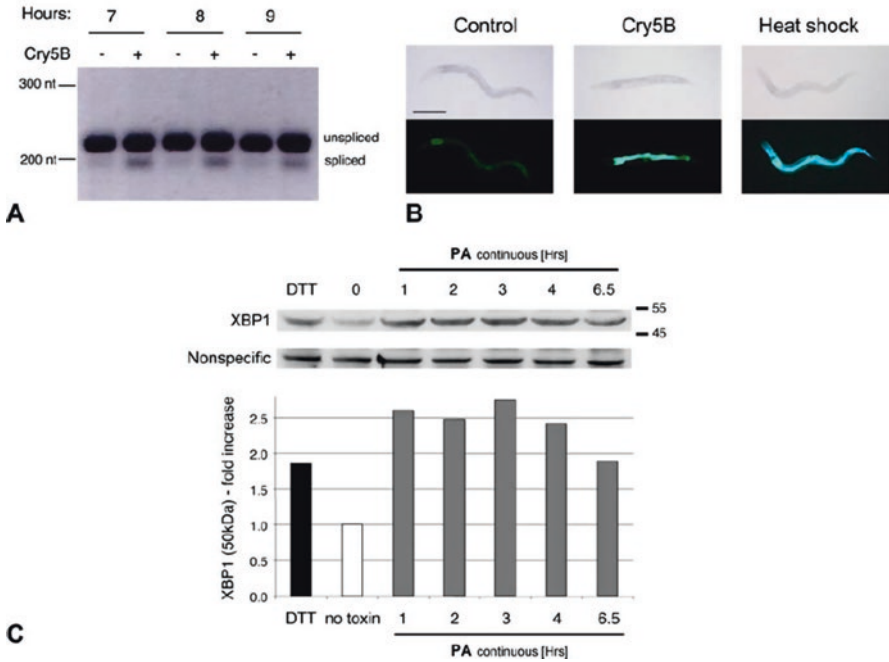 Hours: 7 8 9
Cry5B - + - + - +
300 nt
200 nt
unspliced
spliced
A
Control Cry5B Heat shock
B
PA continuous [Hrs]
DTT 0 1 2 3 4 6.5
XBP1
55
45
Nonspecific
XBP1 (50kDa) - fold increase
2.5
2.0
1.5
1.0
0.5
0.0
DTT no toxin 1 2 3 4 6.5
PA continuous [Hrs]
C